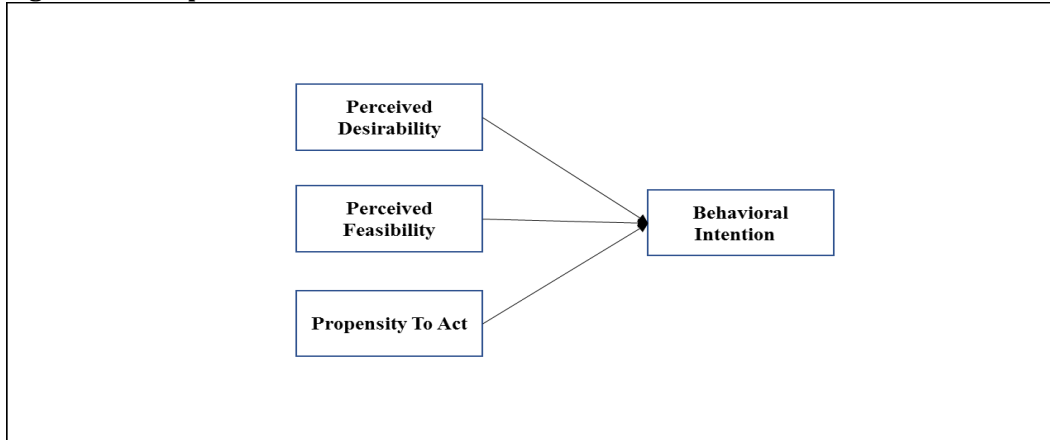 Perceived
Desirability
Perceived
Feasibility
Propensity To Act
Behavioral
Intention